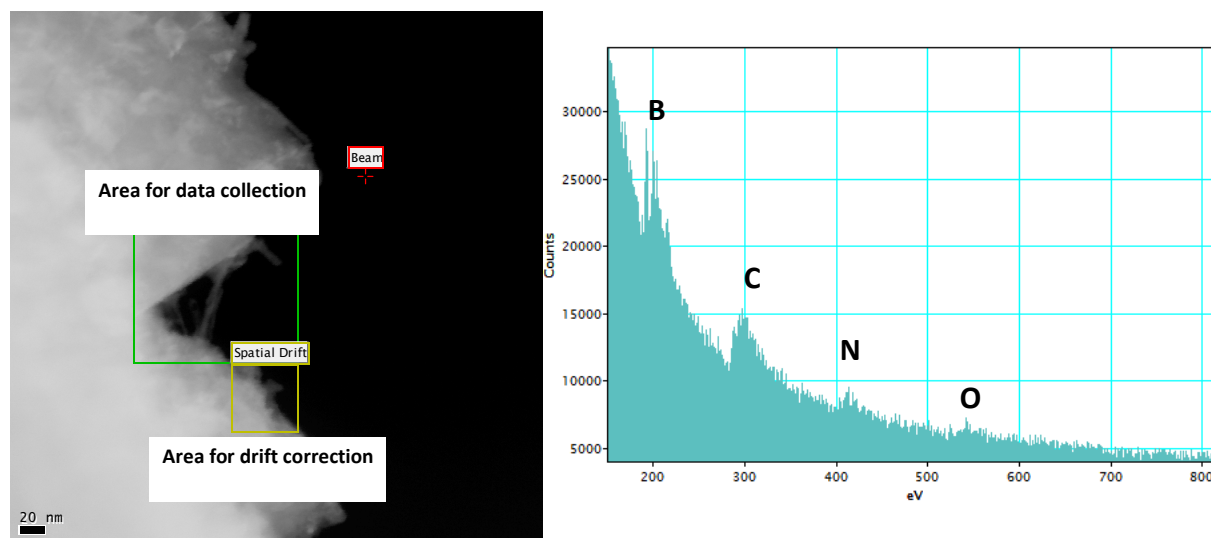 Beam
Area for data collection
Spatial Drift
Area for drift correction
20 nm
B
C
N
O
Counts
30000
25000
20000
15000
10000
5000
200 300 400 500 600 700 800
eV